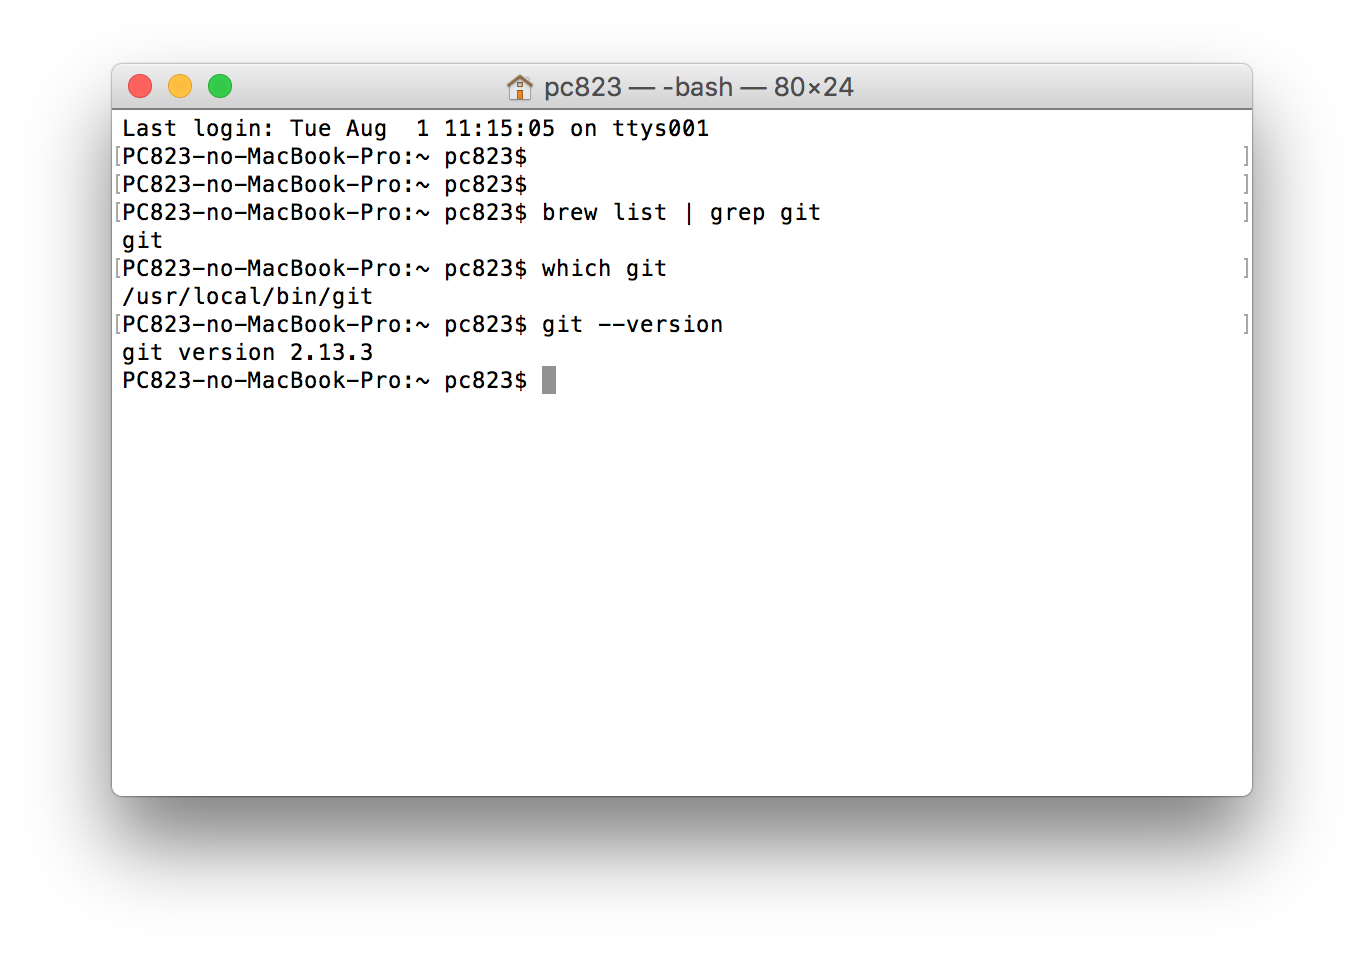 pc823 — -bash — 80×24
Last login: Tue Aug  1 11:15:05 on ttys001
[PC823-no-MacBook-Pro:~ pc823$ ]
[PC823-no-MacBook-Pro:~ pc823$ ]
[PC823-no-MacBook-Pro:~ pc823$ brew list | grep git ]
git
[PC823-no-MacBook-Pro:~ pc823$ which git ]
/usr/local/bin/git
[PC823-no-MacBook-Pro:~ pc823$ git --version ]
git version 2.13.3
PC823-no-MacBook-Pro:~ pc823$